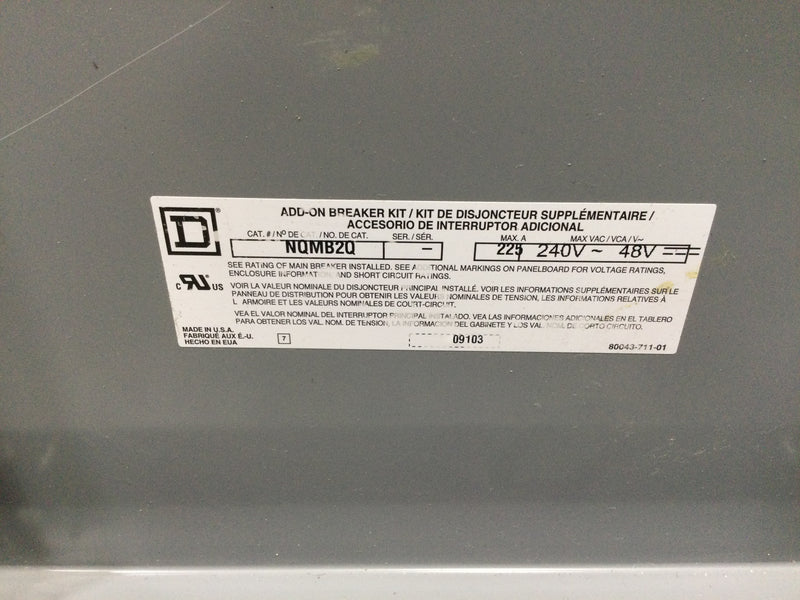 D®
ADD-ON BREAKER KIT / KIT DE DISJONCTEUR SUPPLÉMENTAIRE /
ACCESORIO DE INTERRUPTOR ADICIONAL
CAT. # / Nº DE CAT. / NO. DE CAT. SER. / SÉR. MAX. A MAX VAC / VCA / V~
NQMB2Q – 225 240V ~ 48V ⎓
SEE RATING OF MAIN BREAKER INSTALLED. SEE ADDITIONAL MARKINGS ON PANELBOARD FOR VOLTAGE RATINGS,
ENCLOSURE INFORMATION, AND SHORT CIRCUIT RATINGS.
C RU US
VOIR LA VALEUR NOMINALE DU DISJONCTEUR PRINCIPAL INSTALLÉ. VOIR LES INFORMATIONS SUPPLÉMENTAIRES SUR LE
PANNEAU DE DISTRIBUTION POUR OBTENIR LES VALEURS NOMINALES DE TENSION, LES INFORMATIONS RELATIVES À
L ARMOIRE ET LES VALEURS NOMINALES DE COURT-CIRCUIT.
VEA EL VALOR NOMINAL DEL INTERRUPTOR PRINCIPAL INSTALADO. VEA LAS INFORMACIONES ADICIONALES EN EL TABLERO
PARA OBTENER LOS VAL. NOM. DE TENSIÓN, LA INFORMACION DEL GABINETE Y LOS VAL. NOM. DE CORTO CIRCUITO.
MADE IN U.S.A.
FABRIQUÉ AUX É.-U.
HECHO EN EUA
7
09103
80043-711-01